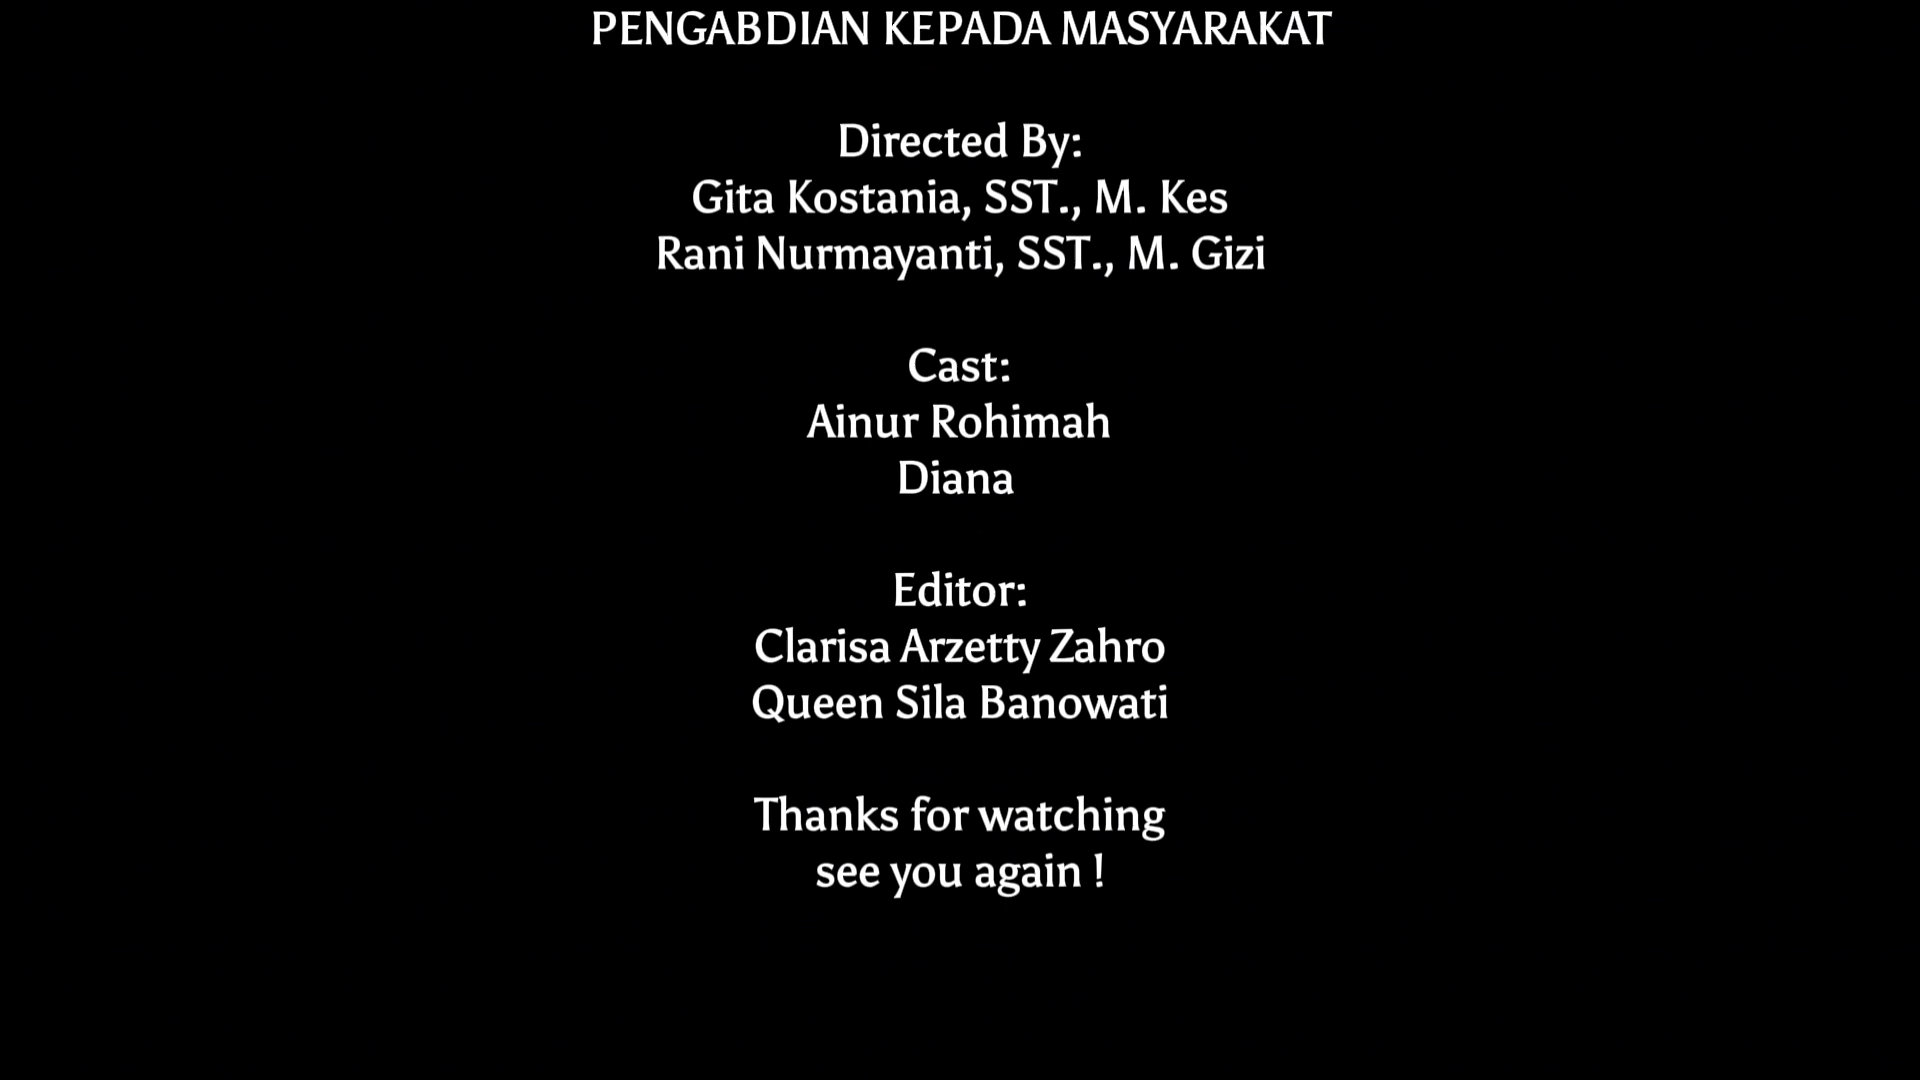 PENGABDIAN KEPADA MASYARAKAT
Directed By:
Gita Kostania, SST., M. Kes
Rani Nurmayanti, SST., M. Gizi
Cast:
Ainur Rohimah
Diana
Editor:
Clarisa Arzetty Zahro
Queen Sila Banowati
Thanks for watching
see you again !